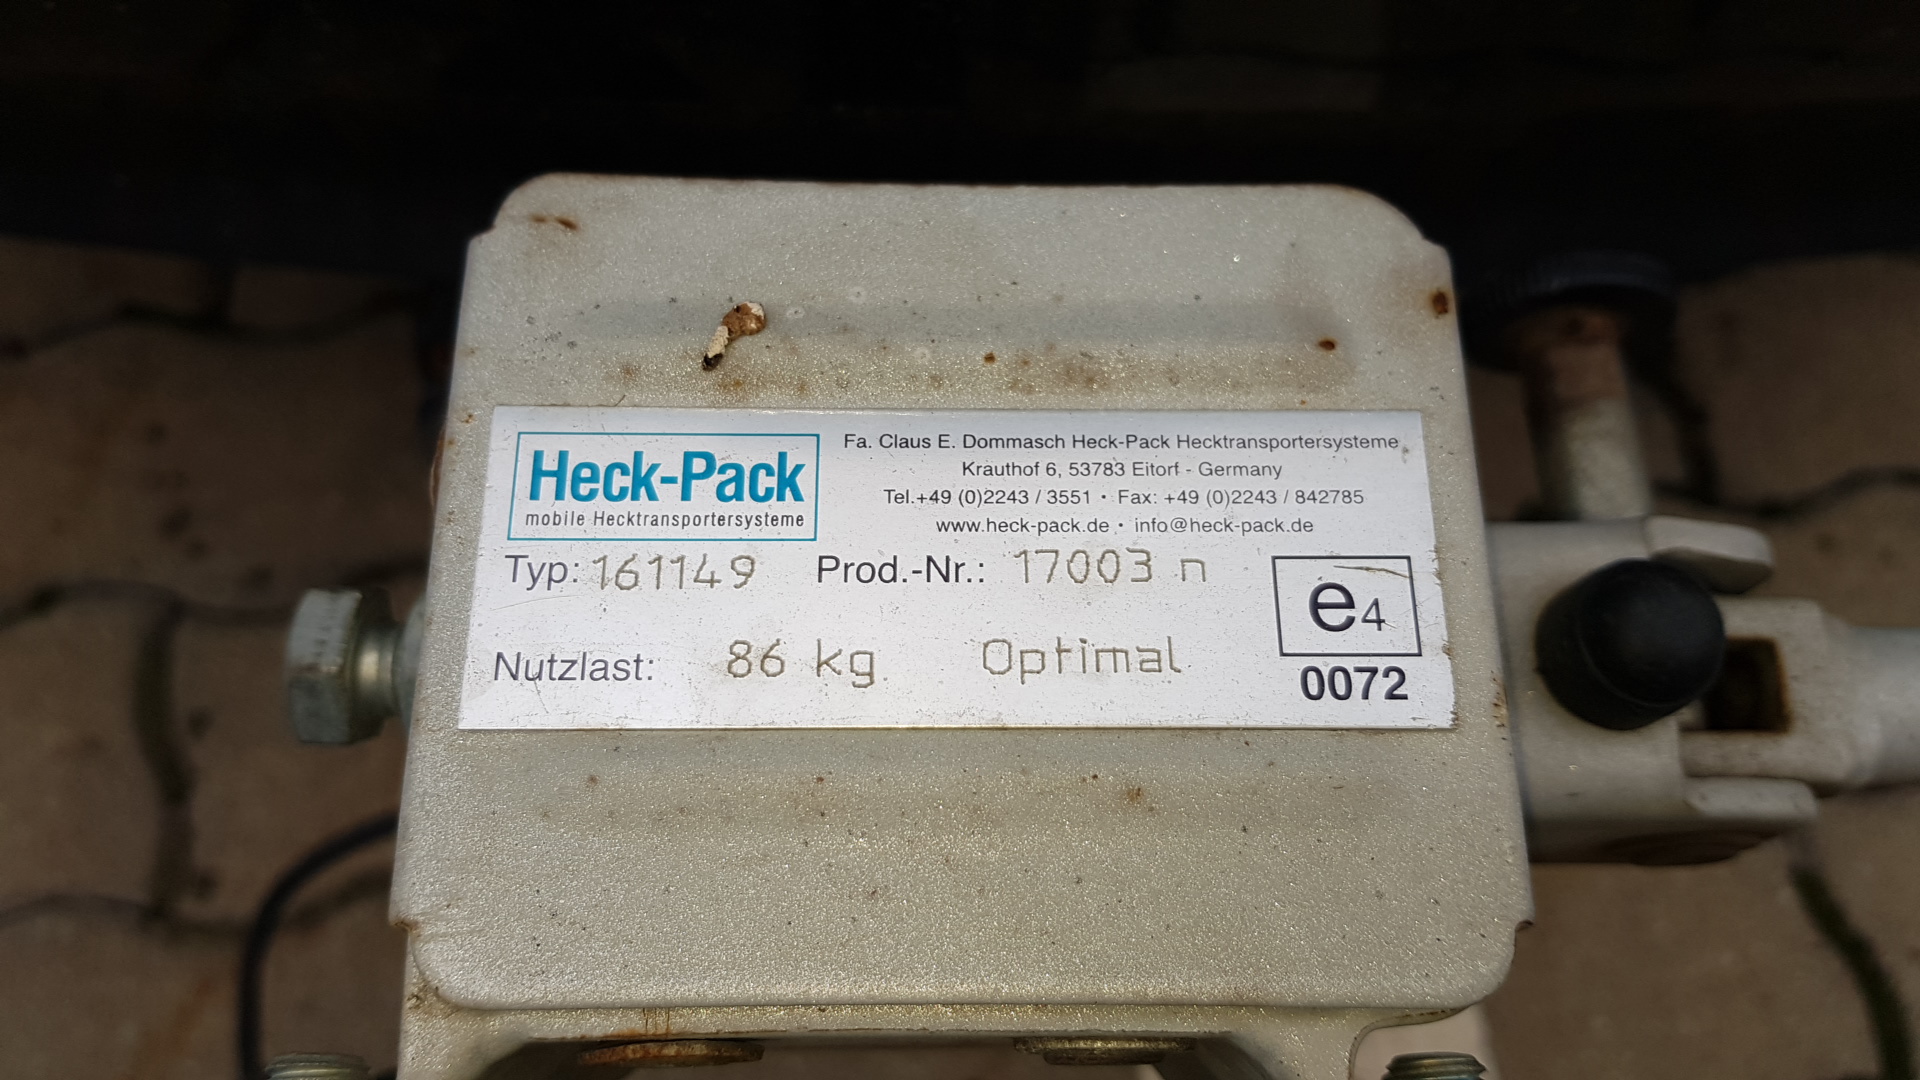 Heck-Pack
mobile Hecktransportersysteme
Fa. Claus E. Dommasch Heck-Pack Hecktransportersysteme
Krauthof 6, 53783 Eitorf - Germany
Tel.+49 (0)2243 / 3551 • Fax: +49 (0)2243 / 842785
www.heck-pack.de • info@heck-pack.de
Typ: 161149 Prod.-Nr.: 17003 n
Nutzlast: 86 kg Optimal
e4
0072